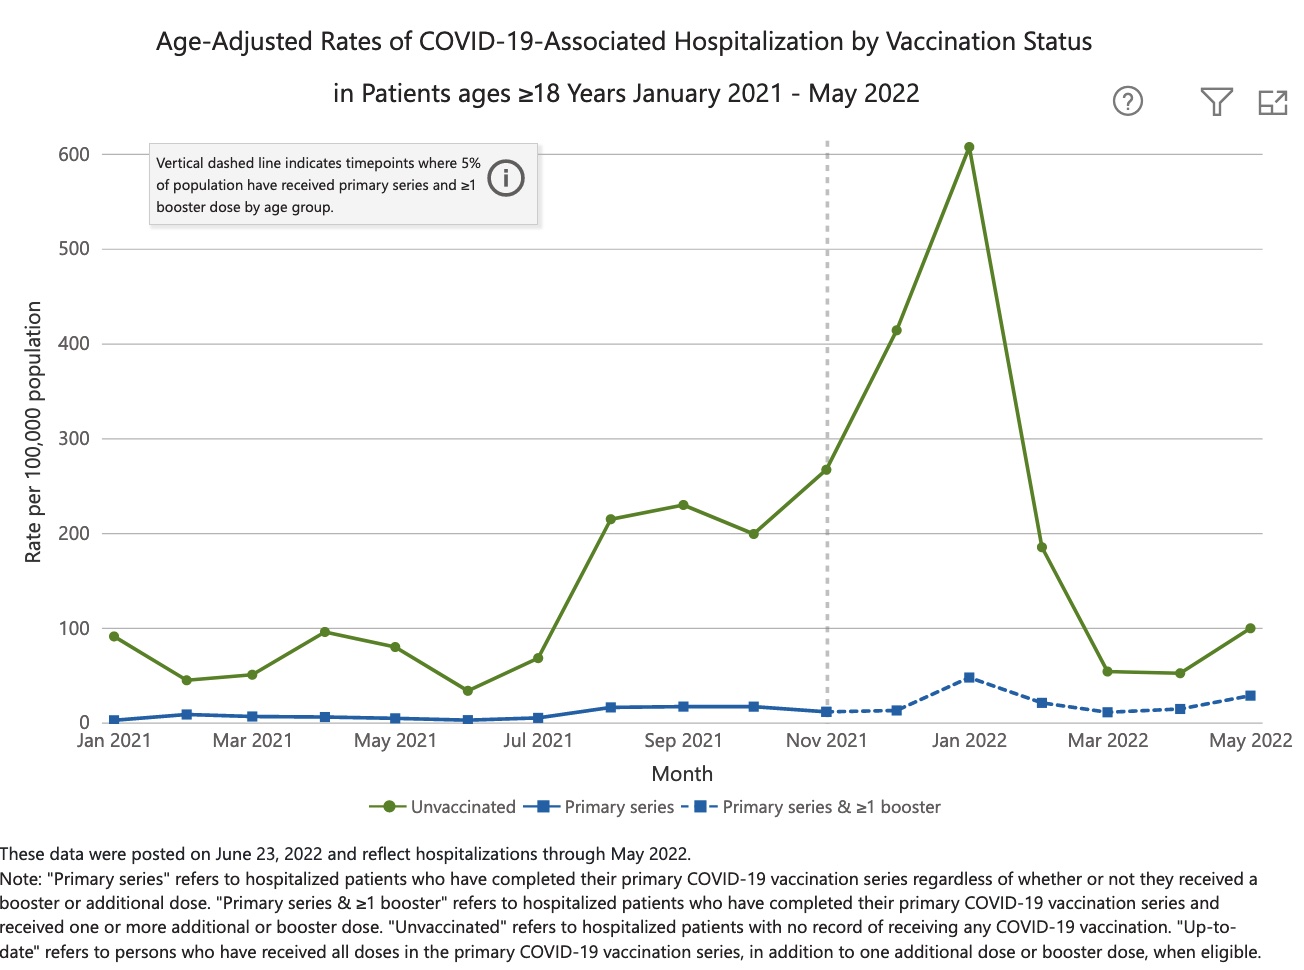 Age-Adjusted Rates of COVID-19-Associated Hospitalization by Vaccination Status
in Patients ages ≥18 Years January 2021 - May 2022
?
Vertical dashed line indicates timepoints where 5%
of population have received primary series and ≥1
booster dose by age group.
i
600
500
400
300
200
100
0
Rate per 100,000 population
Jan 2021 Mar 2021 May 2021 Jul 2021 Sep 2021 Nov 2021 Jan 2022 Mar 2022 May 2022
Month
Unvaccinated Primary series Primary series & ≥1 booster
These data were posted on June 23, 2022 and reflect hospitalizations through May 2022.
Note: "Primary series" refers to hospitalized patients who have completed their primary COVID-19 vaccination series regardless of whether or not they received a
booster or additional dose. "Primary series & ≥1 booster" refers to hospitalized patients who have completed their primary COVID-19 vaccination series and
received one or more additional or booster dose. "Unvaccinated" refers to hospitalized patients with no record of receiving any COVID-19 vaccination. "Up-to-
date" refers to persons who have received all doses in the primary COVID-19 vaccination series, in addition to one additional dose or booster dose, when eligible.